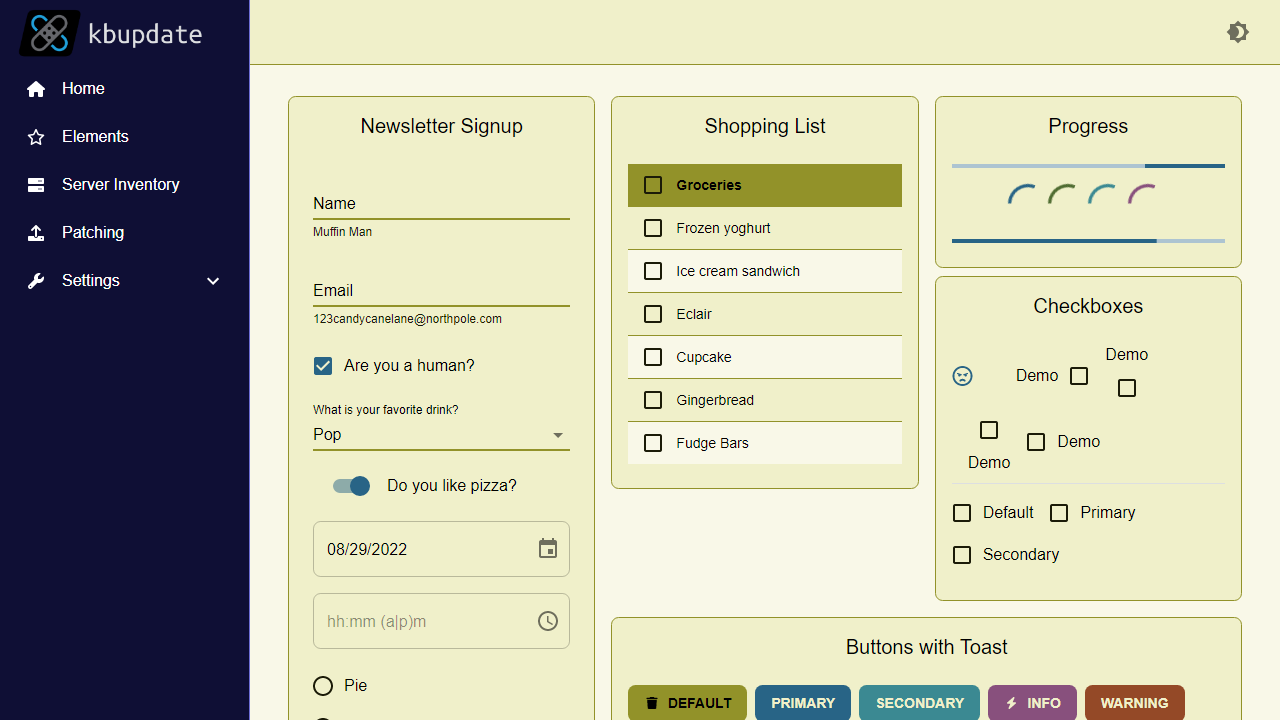 kbupdate
Home
Elements
Server Inventory
Patching
Settings
Newsletter Signup
Name
Muffin Man
Email
123candycanelane@northpole.com
Are you a human?
What is your favorite drink?
Pop
Do you like pizza?
08/29/2022
hh:mm (a|p)m
Pie
Shopping List
Groceries
Frozen yoghurt
Ice cream sandwich
Eclair
Cupcake
Gingerbread
Fudge Bars
Progress
Checkboxes
Demo
Demo
Demo
Demo
Default
Primary
Secondary
Buttons with Toast
DEFAULT
PRIMARY
SECONDARY
INFO
WARNING